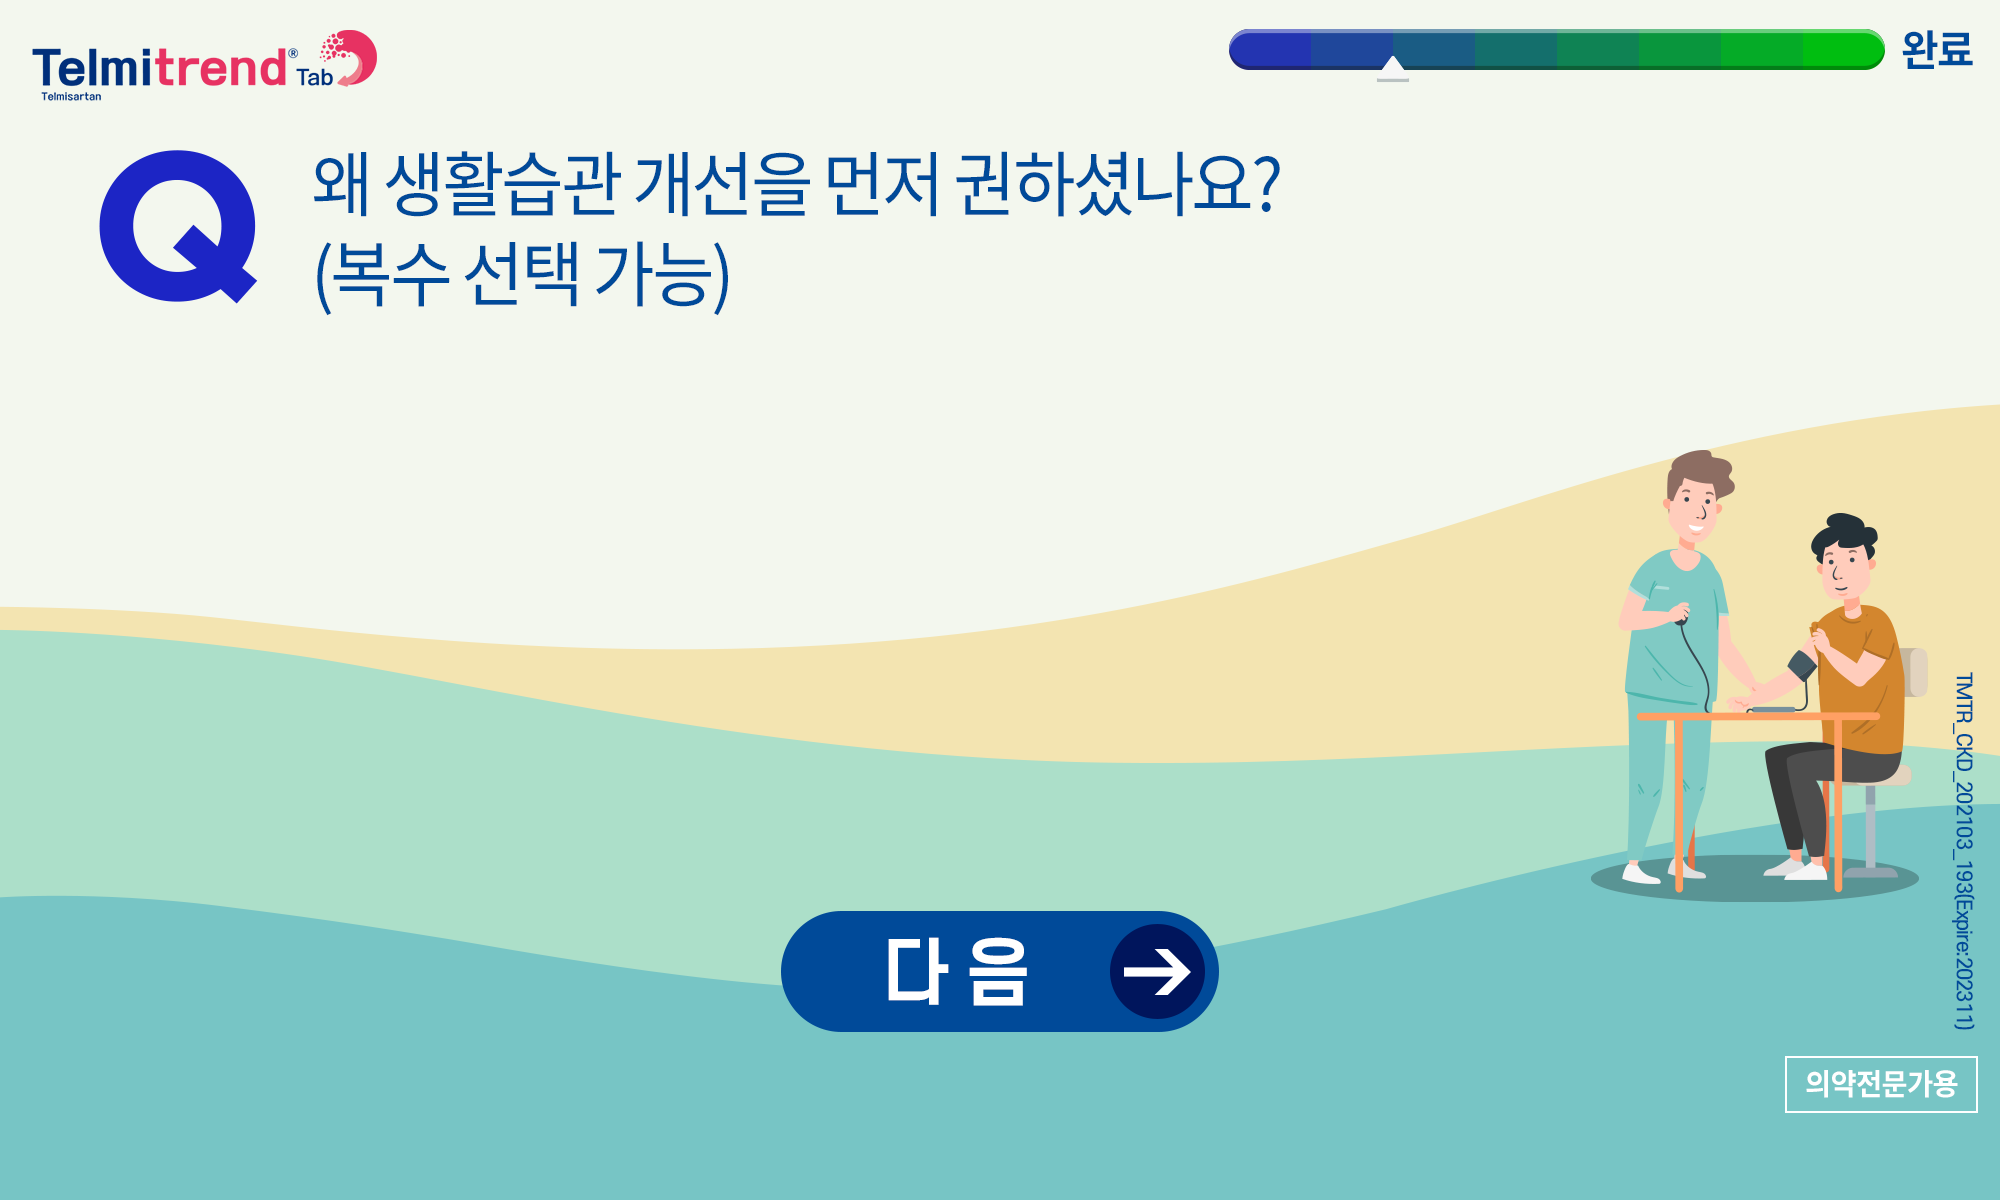 Telmitrend® Tab
Telmisartan
완료
Q
왜 생활습관 개선을 먼저 권하셨나요?
(복수 선택 가능)
다음
TMTR_CKD_202103_193(Expire:202311)
의약전문가용